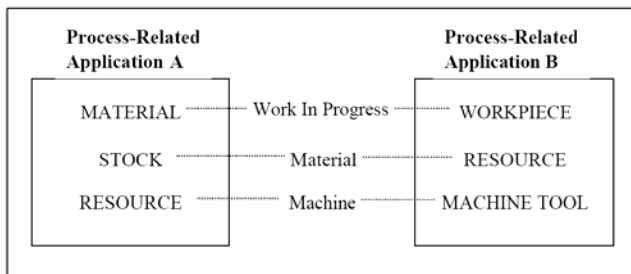 Process-Related
Application A
Process-Related
Application B
MATERIAL Work In Progress WORKPIECE
STOCK Material RESOURCE
RESOURCE Machine MACHINE TOOL